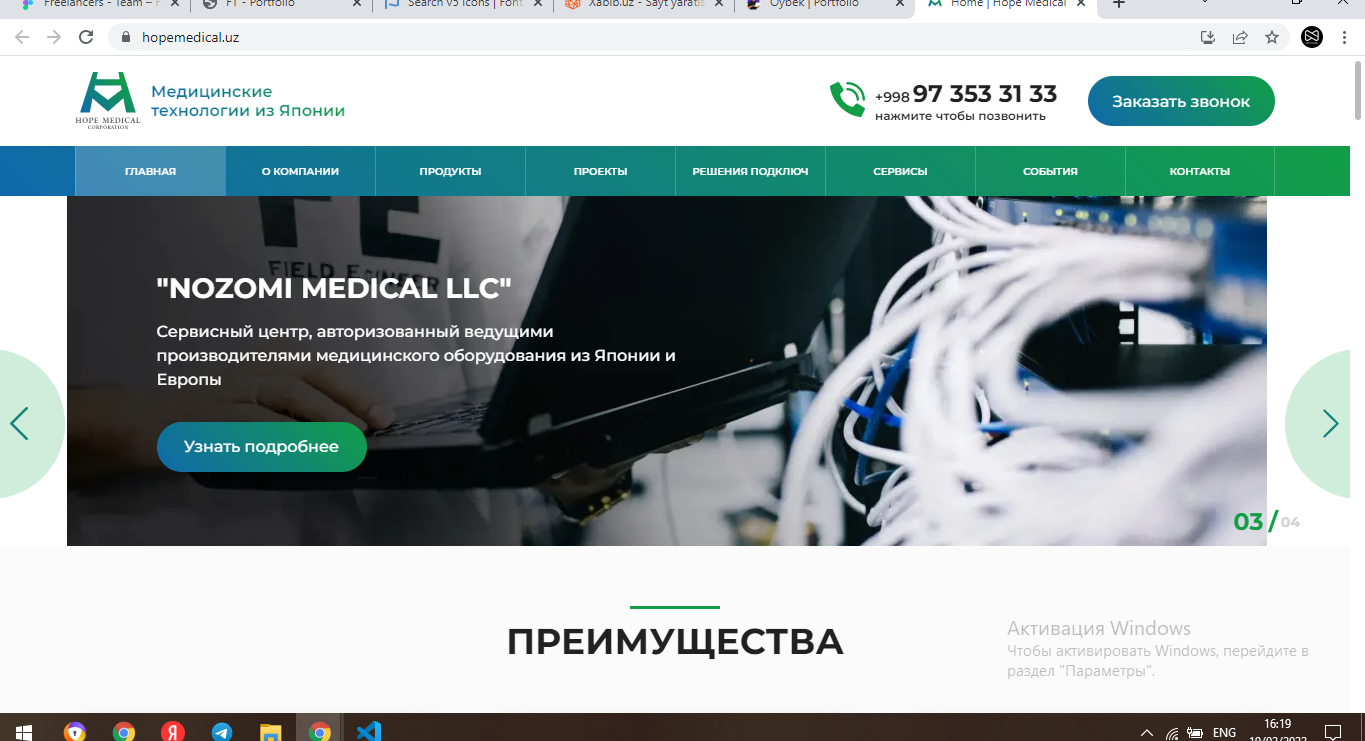 Freelancers - Team – F
FT - Portfolio
Search v5 Icons | Font
Xabib.uz - Sayt yaratis
Oybek | Portfolio
Home | Hope Medical
hopemedical.uz
HOPE MEDICAL
CORPORATION
Медицинские
технологии из Японии
+998 97 353 31 33
нажмите чтобы позвонить
Заказать звонок
ГЛАВНАЯ
О КОМПАНИИ
ПРОДУКТЫ
ПРОЕКТЫ
РЕШЕНИЯ ПОДКЛЮЧ
СЕРВИСЫ
СОБЫТИЯ
КОНТАКТЫ
FE
FIELD ENGINEER
"NOZOMI MEDICAL LLC"
Сервисный центр, авторизованный ведущими
производителями медицинского оборудования из Японии и
Европы
Узнать подробнее
03 / 04
ПРЕИМУЩЕСТВА
Активация Windows
Чтобы активировать Windows, перейдите в
раздел "Параметры".
Я
ENG
16:19